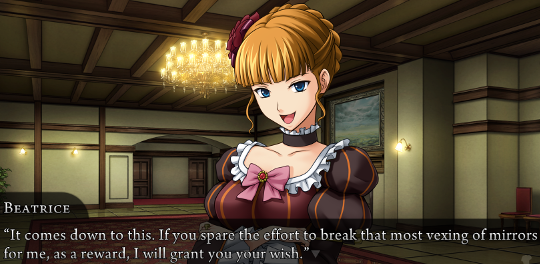 Beatrice
“It comes down to this. If you spare the effort to break that most vexing of mirrors
for me, as a reward, I will grant you your wish.”